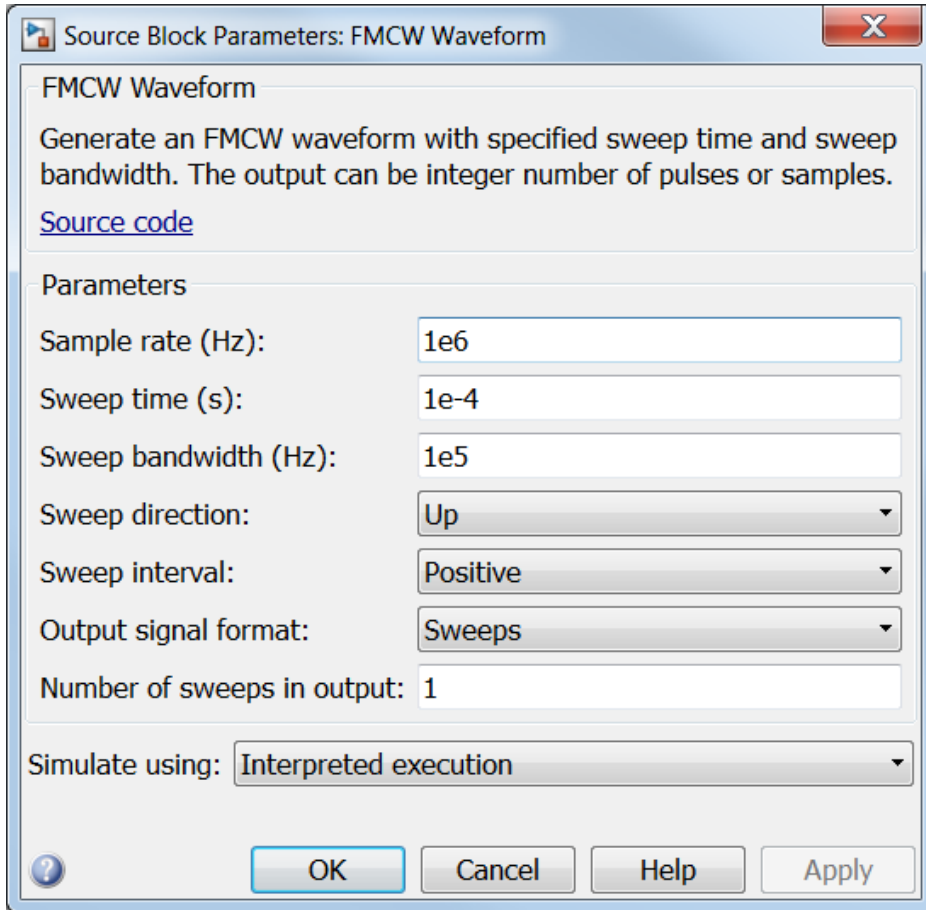 Source Block Parameters: FMCW Waveform
X
FMCW Waveform
Generate an FMCW waveform with specified sweep time and sweep
bandwidth. The output can be integer number of pulses or samples.
Source code
Parameters
Sample rate (Hz): 1e6
Sweep time (s): 1e-4
Sweep bandwidth (Hz): 1e5
Sweep direction: Up
Sweep interval: Positive
Output signal format: Sweeps
Number of sweeps in output: 1
Simulate using: Interpreted execution
? OK Cancel Help Apply